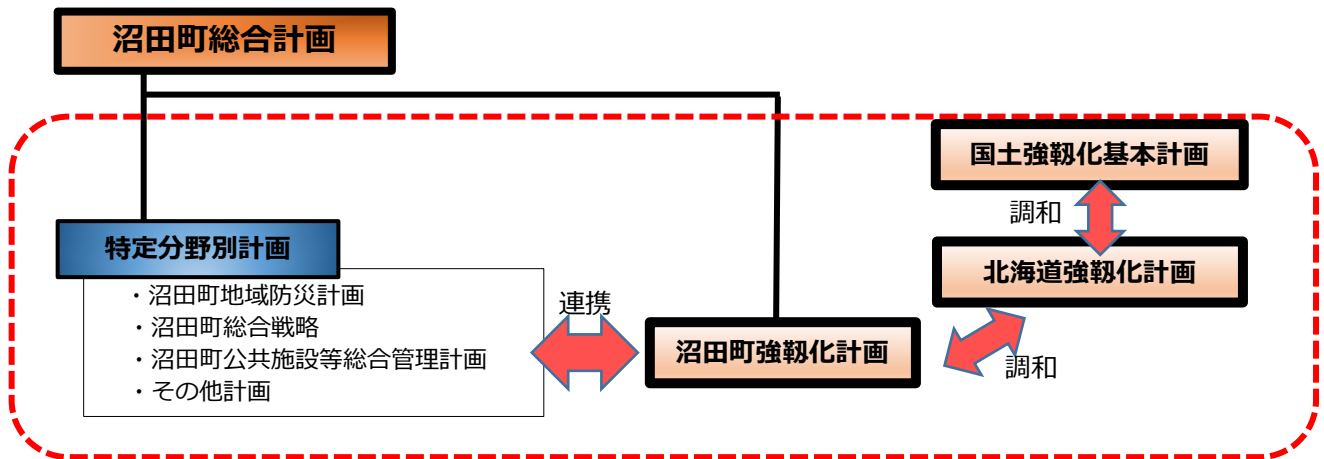 沼田町総合計画
国土強靱化基本計画
調和
北海道強靱化計画
特定分野別計画
・沼田町地域防災計画
・沼田町総合戦略
・沼田町公共施設等総合管理計画
・その他計画
連携
沼田町強靱化計画
調和